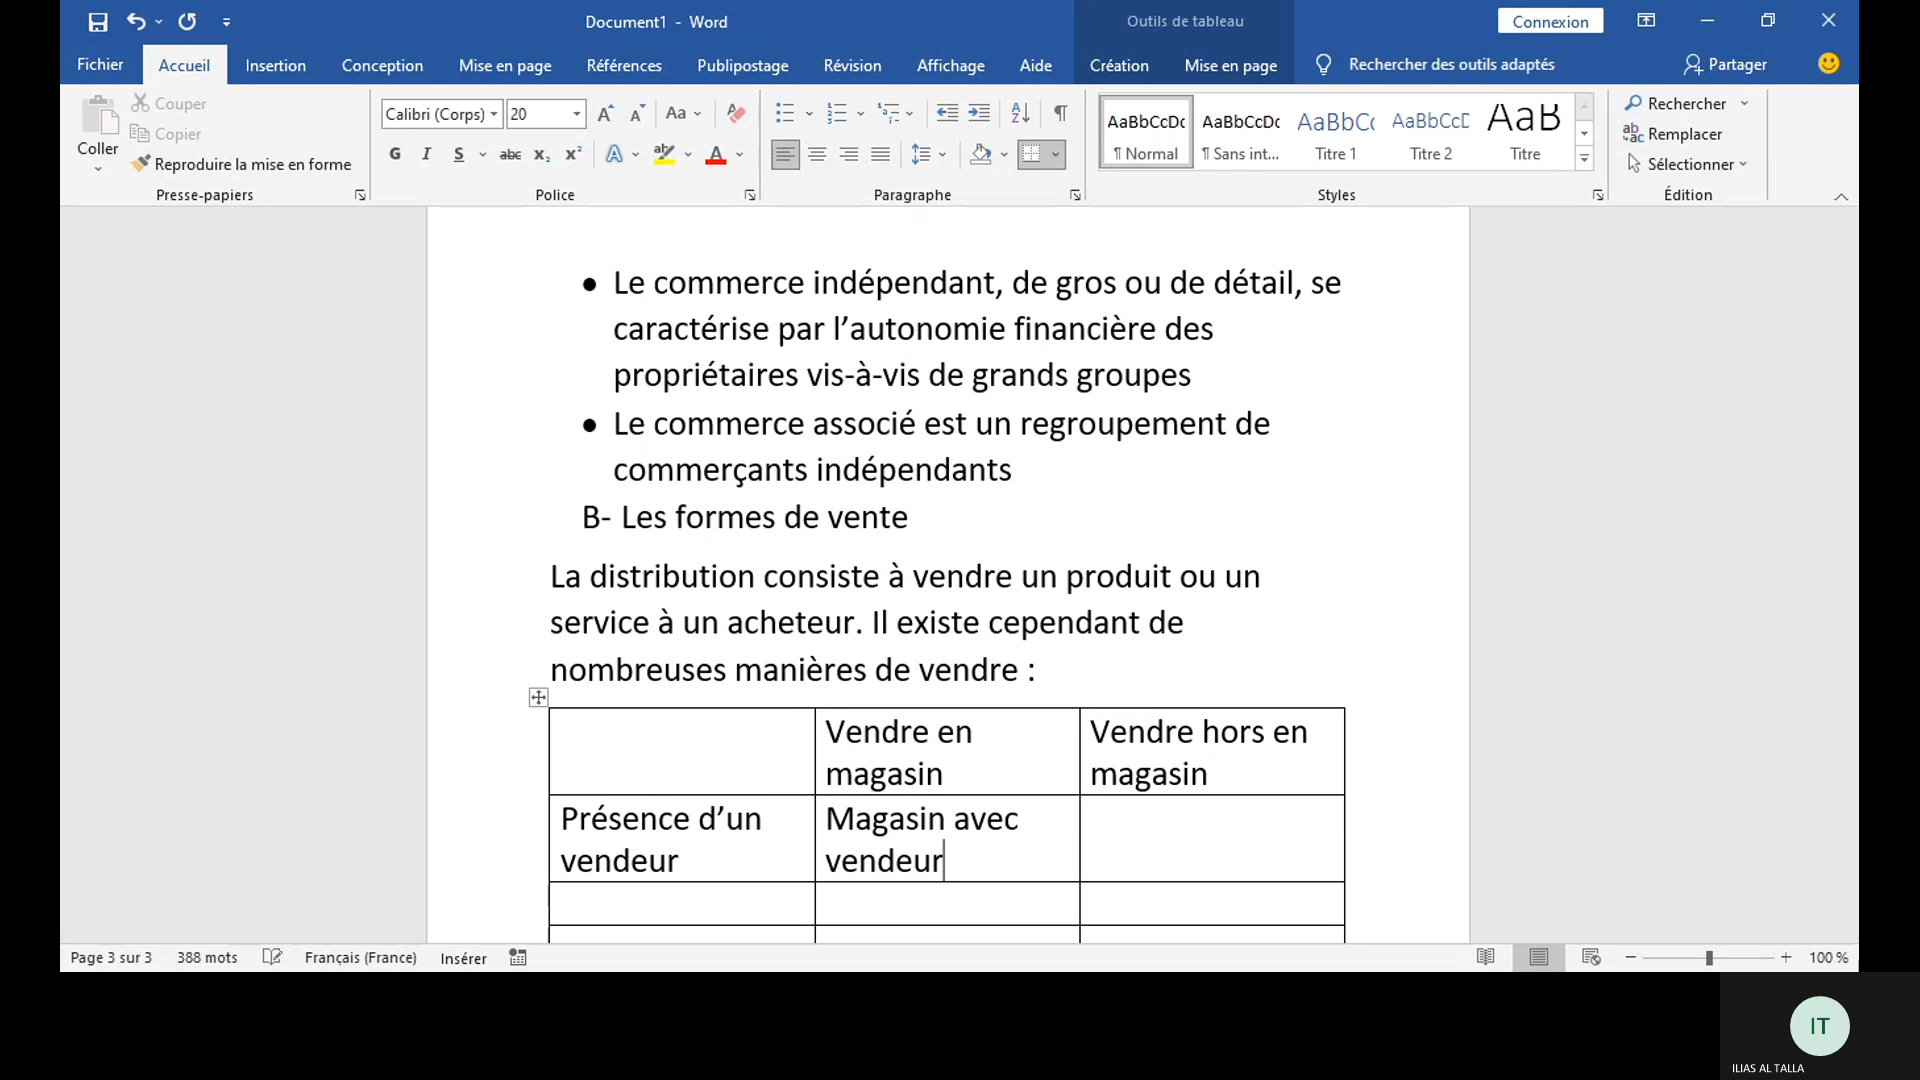 Document1 - Word
Outils de tableau
Connexion
Fichier
Accueil
Insertion
Conception
Mise en page
Références
Publipostage
Révision
Affichage
Aide
Création
Mise en page
Rechercher des outils adaptés
Partager
Coller
Couper
Copier
Reproduire la mise en forme
Presse-papiers
Calibri (Corps)
20
Aa
G I S abc x₂ x² A A
Police
Paragraphe
AaBbCcDc
¶ Normal
AaBbCcDc
¶ Sans int...
AaBbCc
Titre 1
AaBbCcD
Titre 2
AaB
Titre
Styles
Rechercher
Remplacer
Sélectionner
Édition
• Le commerce indépendant, de gros ou de détail, se
caractérise par l’autonomie financière des
propriétaires vis-à-vis de grands groupes
• Le commerce associé est un regroupement de
commerçants indépendants
B- Les formes de vente
La distribution consiste à vendre un produit ou un
service à un acheteur. Il existe cependant de
nombreuses manières de vendre :
Vendre en
magasin
Vendre hors en
magasin
Présence d’un
vendeur
Magasin avec
vendeur
Page 3 sur 3
388 mots
Français (France)
Insérer
100 %
IT
ILIAS AL TALLA